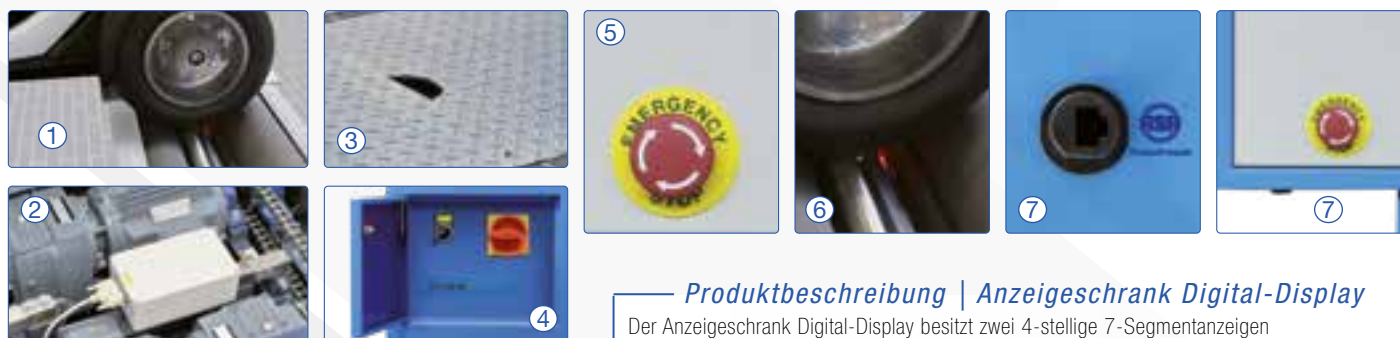 ①
③
⑤
EMERGENCY
STOP
⑥
⑦
⑦
②
④
Produktbeschreibung | Anzeigeschrank Digital-Display
Der Anzeigeschrank Digital-Display besitzt zwei 4-stellige 7-Segmentanzeigen